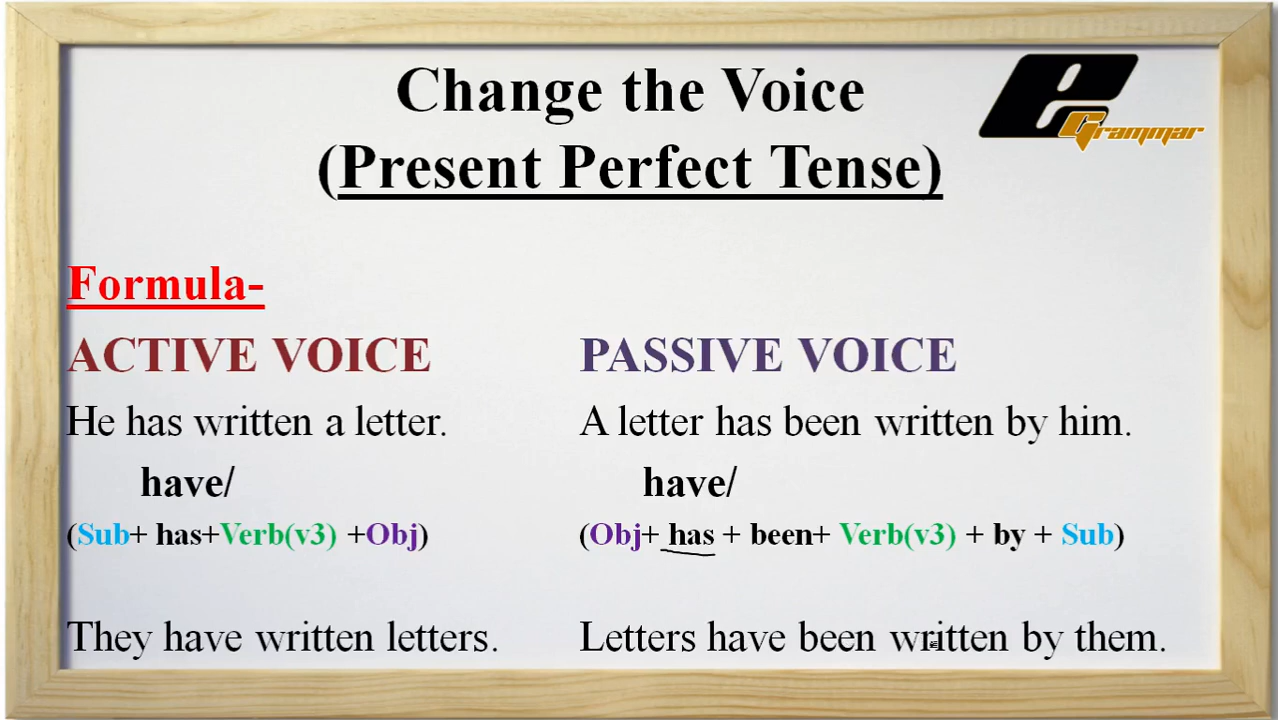 Change the Voice
(Present Perfect Tense)
e Grammar
Formula-
ACTIVE VOICE PASSIVE VOICE
He has written a letter. A letter has been written by him.
have/ have/
(Sub+ has+Verb(v3) +Obj) (Obj+ has + been+ Verb(v3) + by + Sub)
They have written letters. Letters have been written by them.